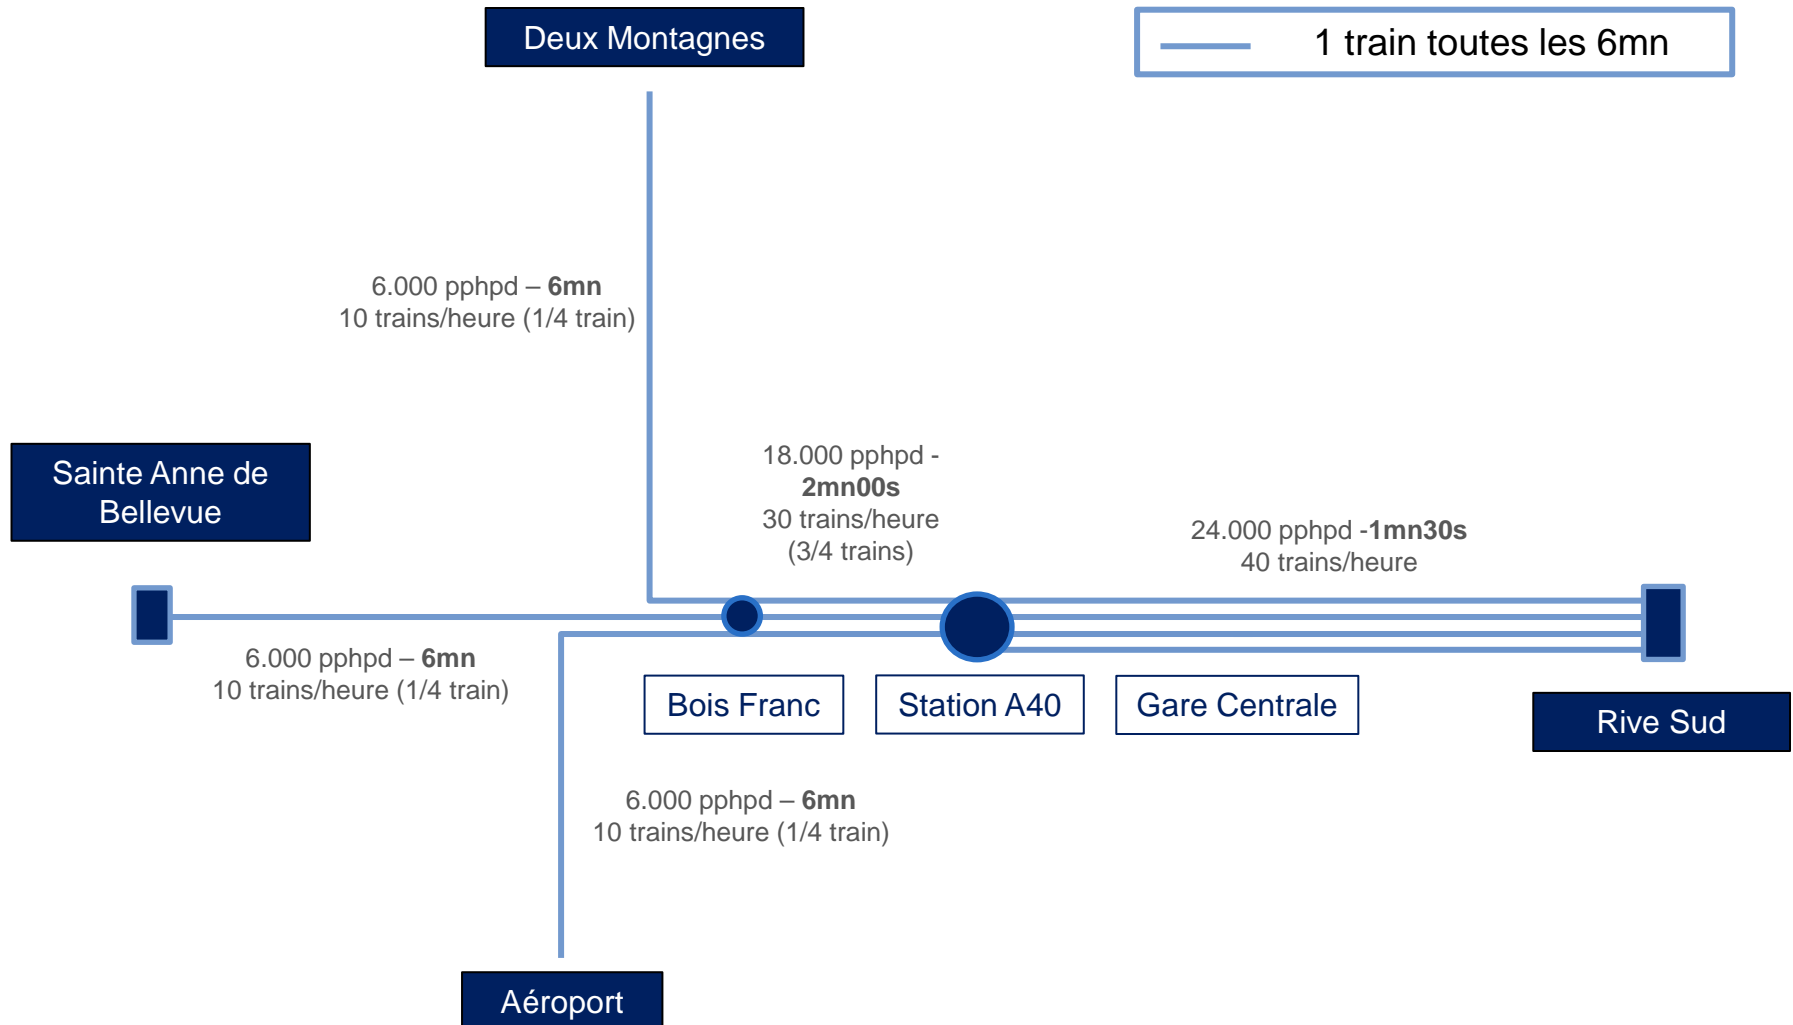 Deux Montagnes
1 train toutes les 6mn
6.000 pphpd – 6mn
10 trains/heure (1/4 train)
Sainte Anne de
Bellevue
18.000 pphpd -
2mn00s
30 trains/heure
(3/4 trains)
24.000 pphpd -1mn30s
40 trains/heure
6.000 pphpd – 6mn
10 trains/heure (1/4 train)
Bois Franc
Station A40
Gare Centrale
Rive Sud
6.000 pphpd – 6mn
10 trains/heure (1/4 train)
Aéroport